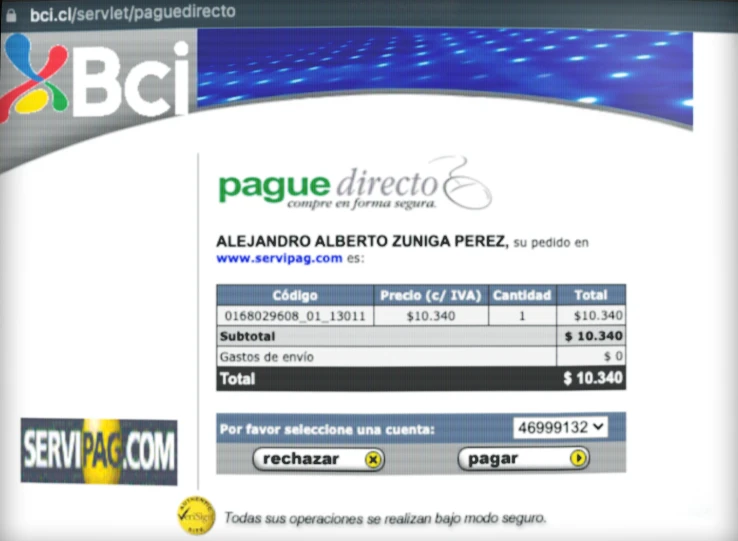 bci.cl/servlet/paguedirecto
Bci
pague directo
compre en forma segura.
ALEJANDRO ALBERTO ZUNIGA PEREZ, su pedido en
www.servipag.com es:
Código Precio (c/ IVA) Cantidad Total
0168029608_01_13011 $10.340 1 $10.340
Subtotal $ 10.340
Gastos de envío $ 0
Total $ 10.340
Por favor seleccione una cuenta: 46999132
rechazar pagar
SERVIPAG.COM
VeriSign
Todas sus operaciones se realizan bajo modo seguro.